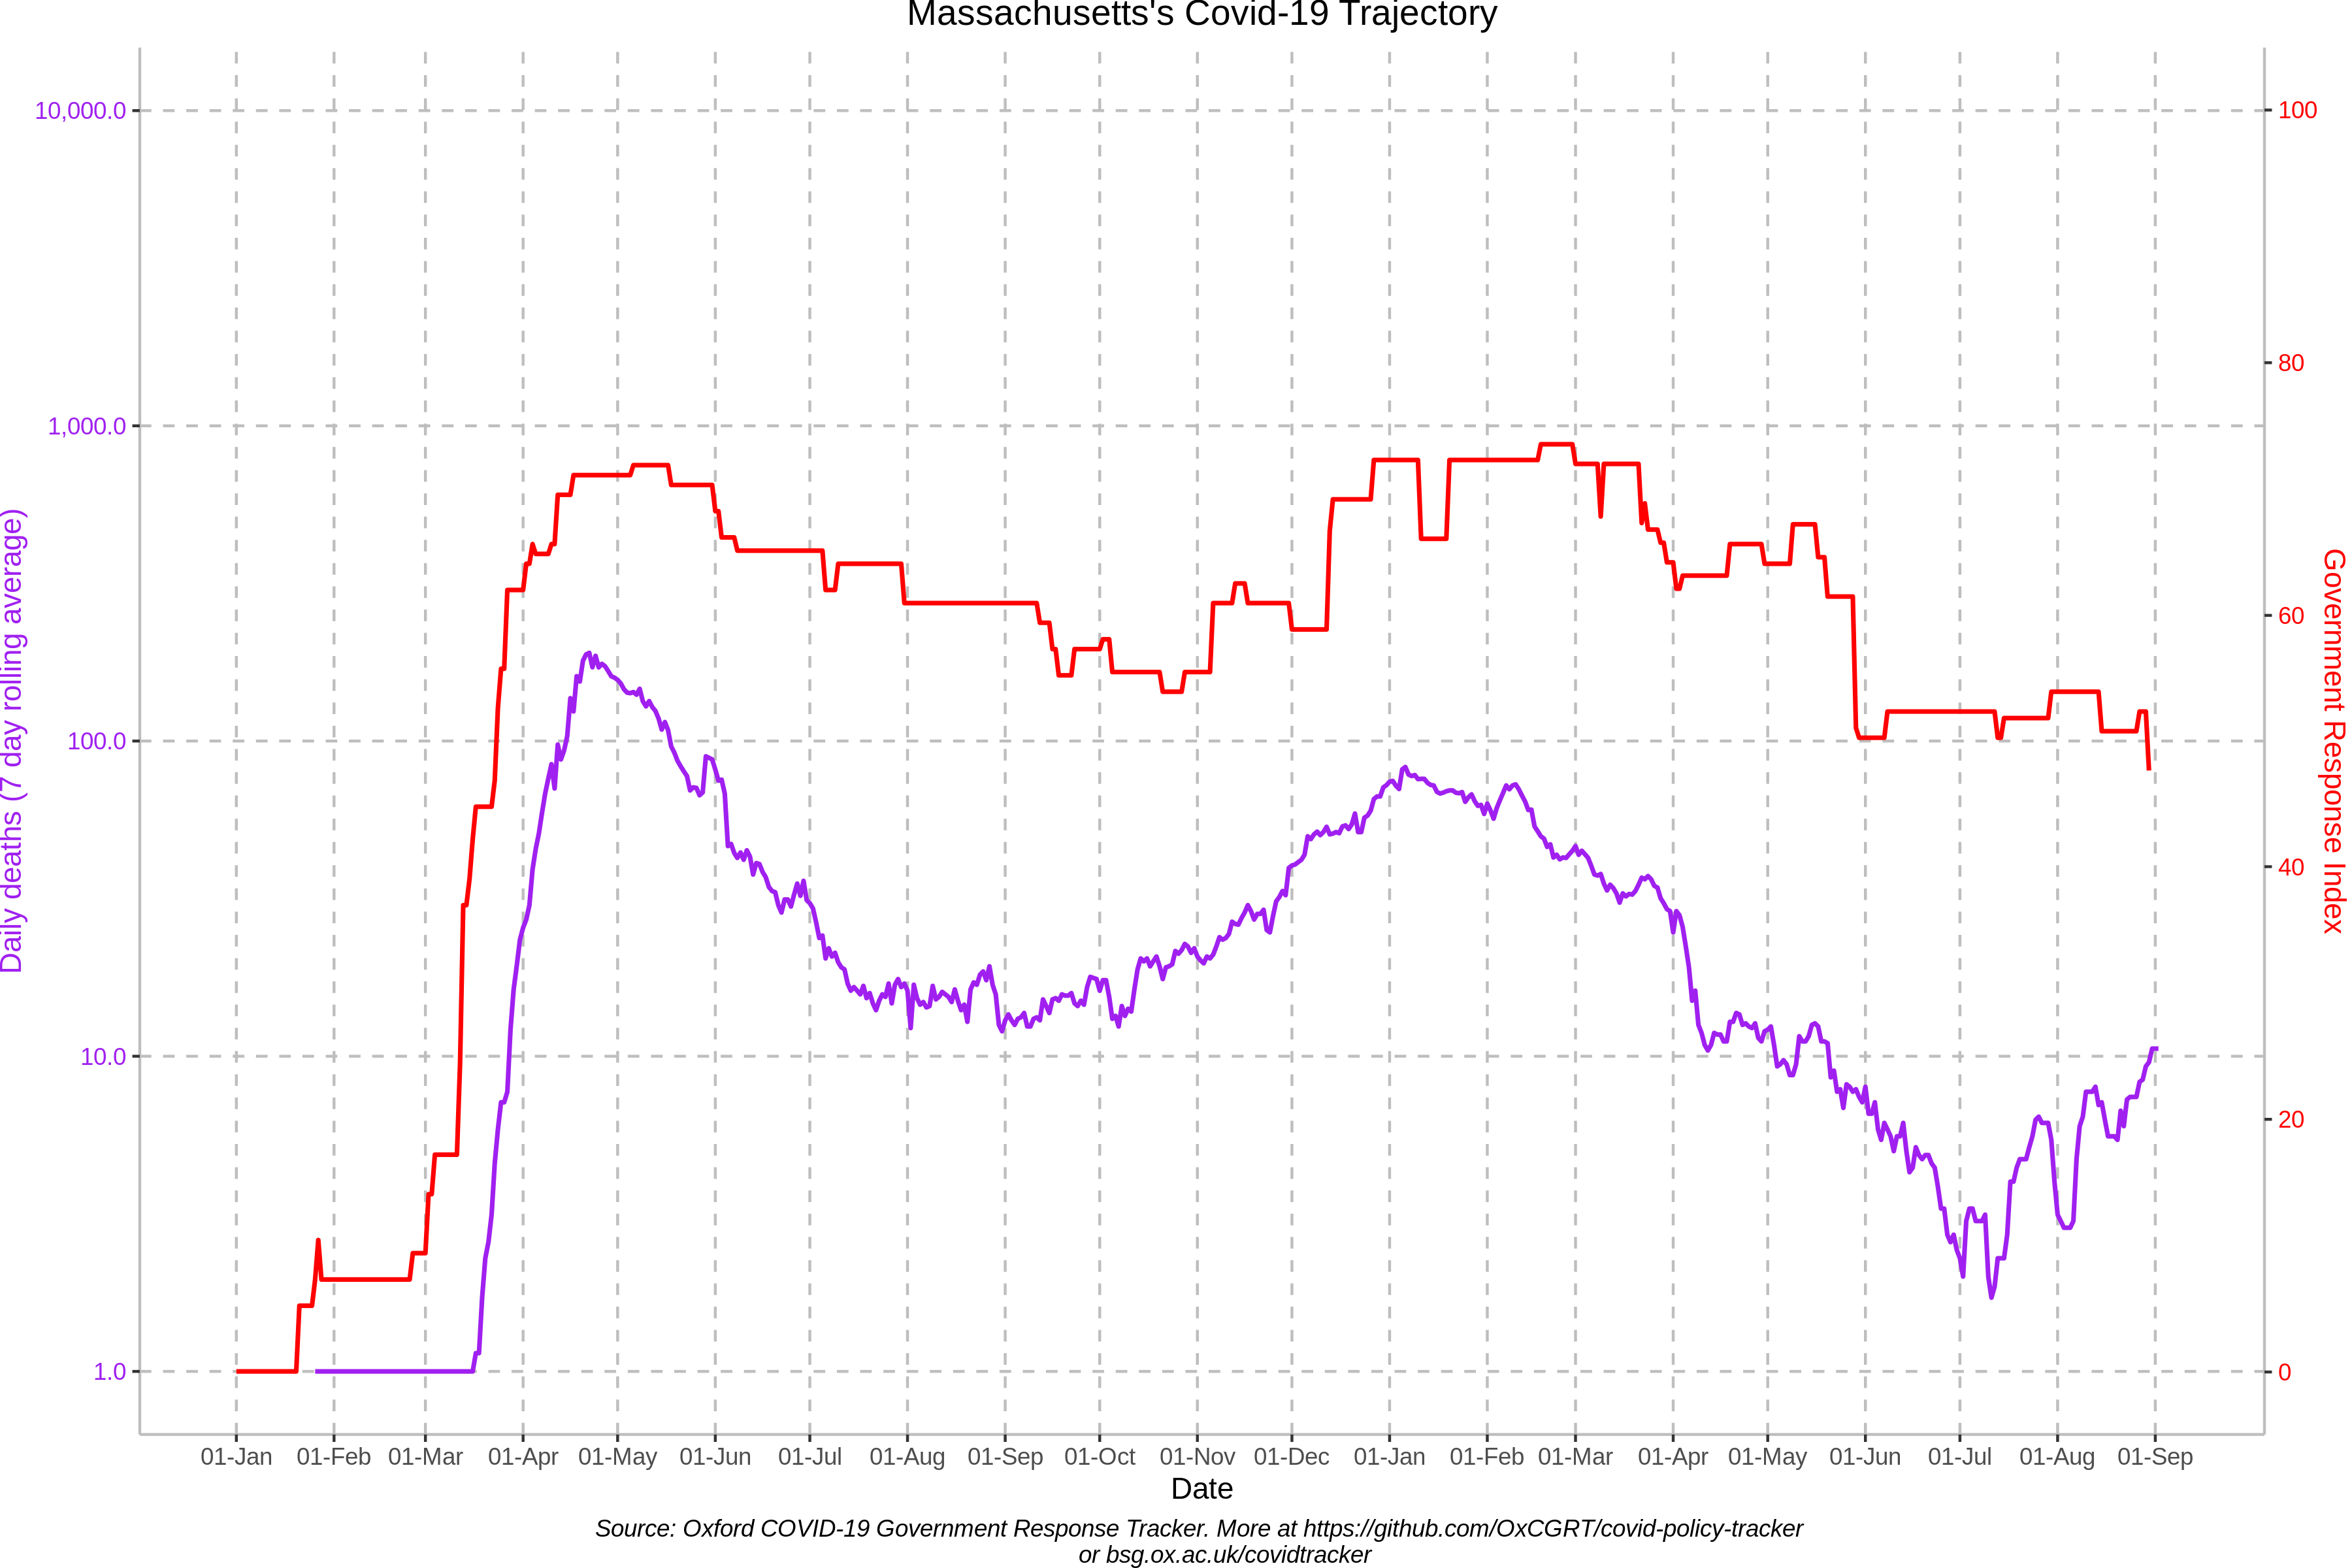 Massachusetts's Covid-19 Trajectory
10,000.0
1,000.0
100.0
10.0
1.0
Daily deaths (7 day rolling average)
100
80
60
40
20
0
Government Response Index
01-Jan 01-Feb 01-Mar 01-Apr 01-May 01-Jun 01-Jul 01-Aug 01-Sep 01-Oct 01-Nov 01-Dec 01-Jan 01-Feb 01-Mar 01-Apr 01-May 01-Jun 01-Jul 01-Aug 01-Sep
Date
Source: Oxford COVID-19 Government Response Tracker. More at https://github.com/OxCGRT/covid-policy-tracker
or bsg.ox.ac.uk/covidtracker